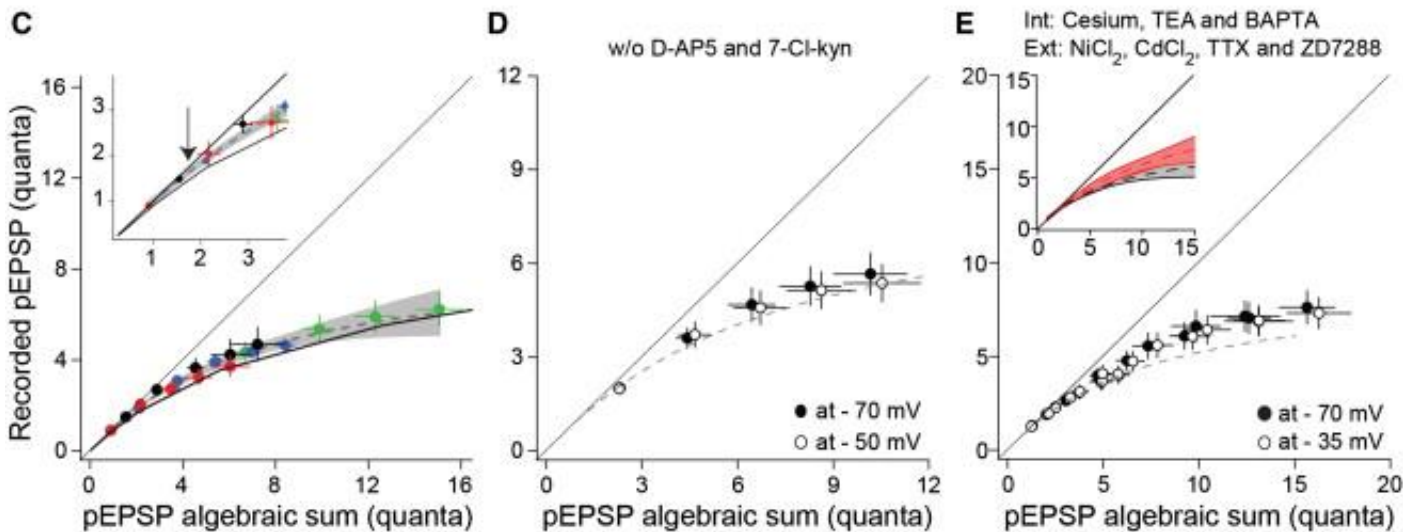 C
Recorded pEPSP (quanta)
16
12
8
4
0
3
2
1
1 2 3
0 4 8 12 16
pEPSP algebraic sum (quanta)
D
w/o D-AP5 and 7-Cl-kyn
12
9
6
3
0
at - 70 mV
at - 50 mV
0 3 6 9 12
pEPSP algebraic sum (quanta)
E
Int: Cesium, TEA and BAPTA
Ext: NiCl₂, CdCl₂, TTX and ZD7288
20
15
10
5
0
15
10
5
0
0 5 10 15
at - 70 mV
at - 35 mV
0 5 10 15 20
pEPSP algebraic sum (quanta)